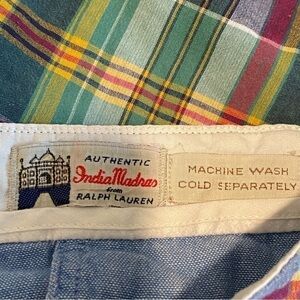 AUTHENTIC
India Madras
from
RALPH LAUREN
MACHINE WASH
COLD SEPARATELY